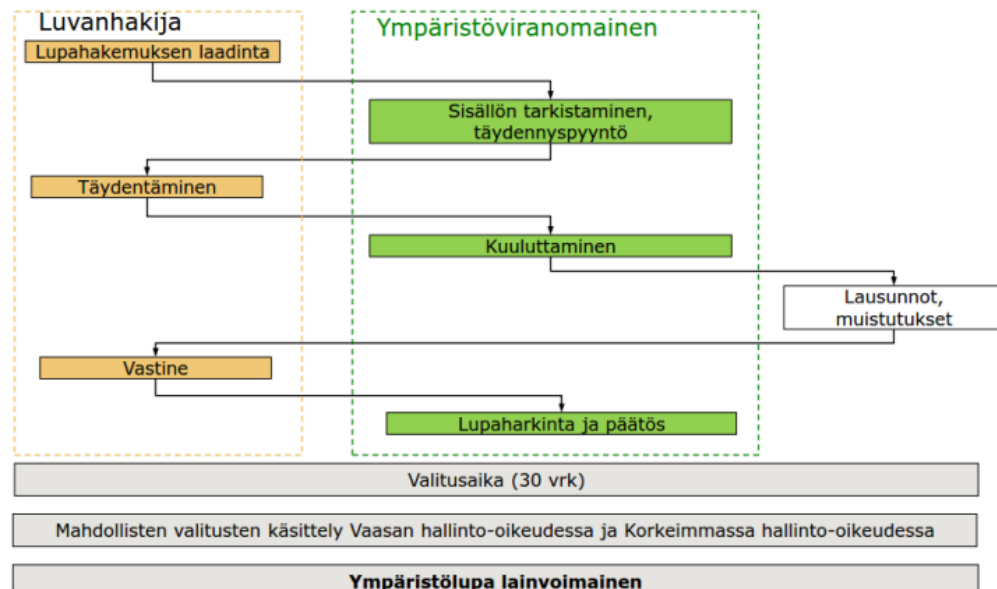 Luvanhakija
Ympäristöviranomainen
Lupahakemuksen laadinta
Sisällön tarkistaminen,
täydennyspyyntö
Täydentäminen
Kuuluttaminen
Lausunnot,
muistutukset
Vastine
Lupaharkinta ja päätös
Valitusaika (30 vrk)
Mahdollisten valitusten käsittely Vaasan hallinto-oikeudessa ja Korkeimmassa hallinto-oikeudessa
Ympäristölupa lainvoimainen